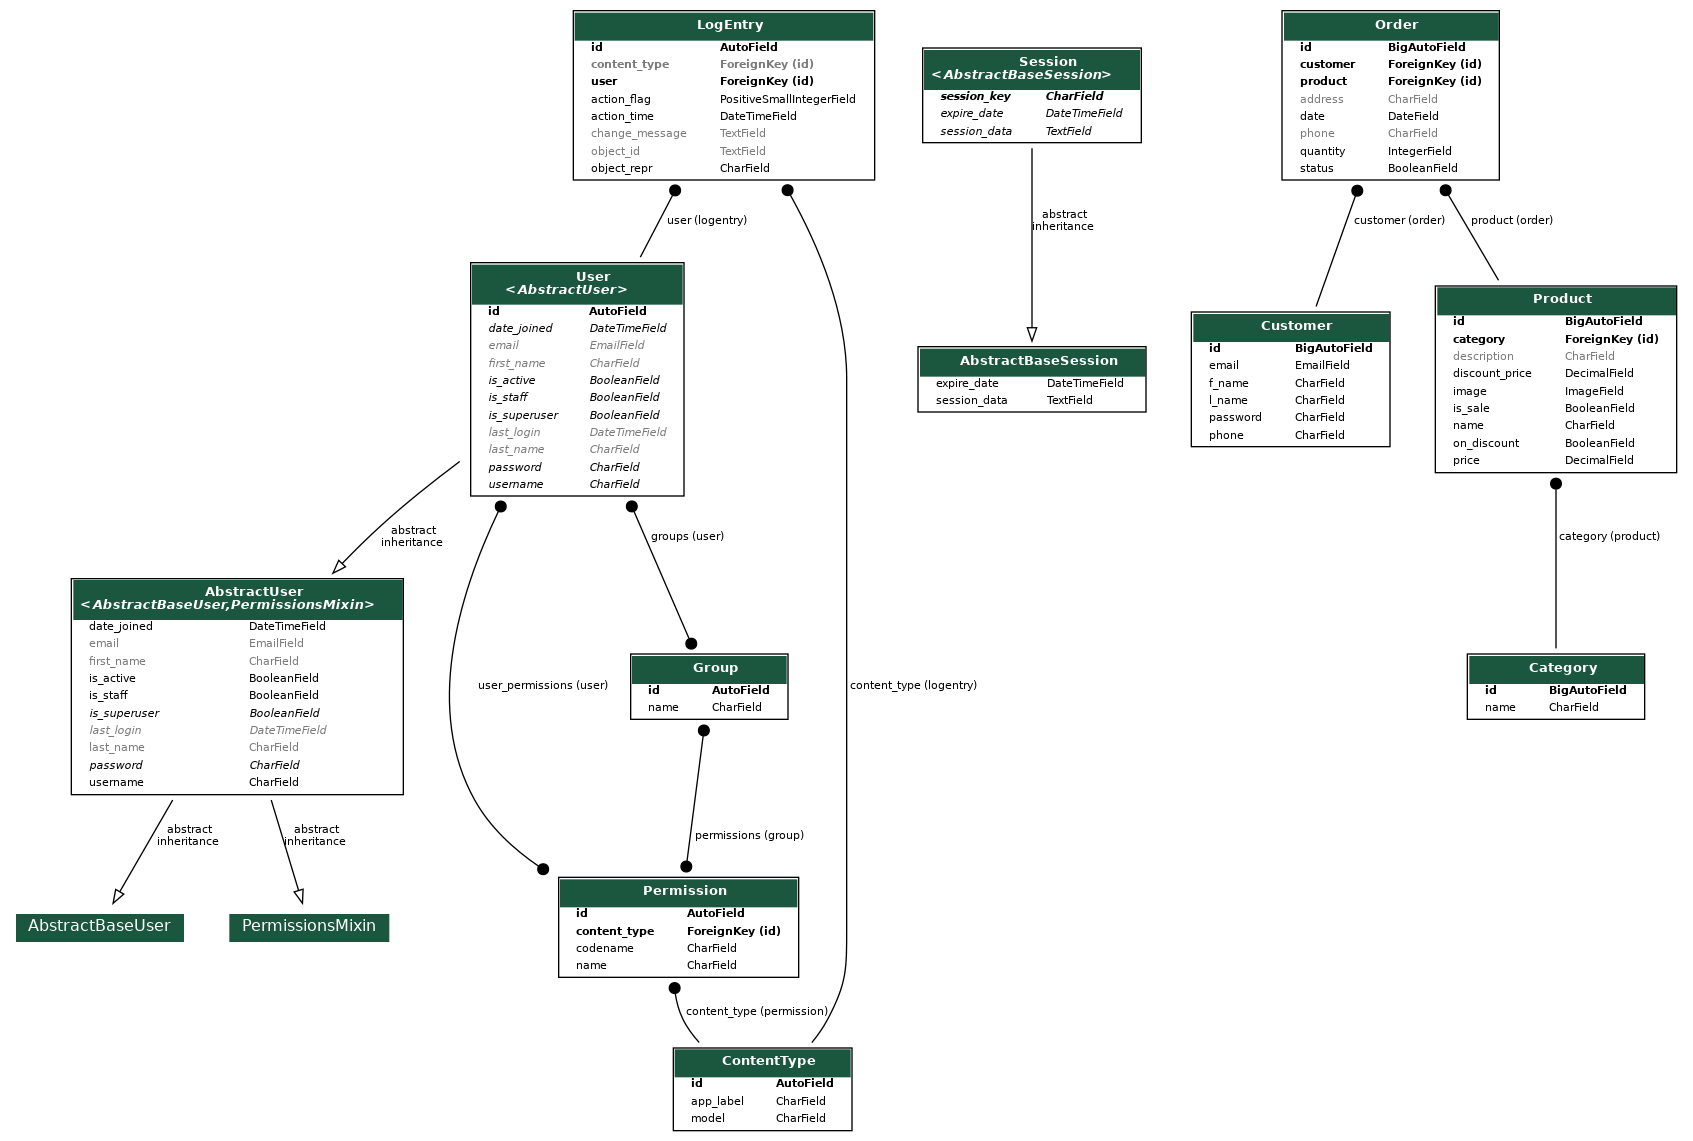 LogEntry
id AutoField
content_type ForeignKey (id)
user ForeignKey (id)
action_flag PositiveSmallIntegerField
action_time DateTimeField
change_message TextField
object_id TextField
object_repr CharField
Session
<AbstractBaseSession>
session_key CharField
expire_date DateTimeField
session_data TextField
Order
id BigAutoField
customer ForeignKey (id)
product ForeignKey (id)
address CharField
date DateField
phone CharField
quantity IntegerField
status BooleanField
user (logentry)
abstract
inheritance
customer (order)
product (order)
User
<AbstractUser>
id AutoField
date_joined DateTimeField
email EmailField
first_name CharField
is_active BooleanField
is_staff BooleanField
is_superuser BooleanField
last_login DateTimeField
last_name CharField
password CharField
username CharField
AbstractBaseSession
expire_date DateTimeField
session_data TextField
Customer
id BigAutoField
email EmailField
f_name CharField
l_name CharField
password CharField
phone CharField
Product
id BigAutoField
category ForeignKey (id)
description CharField
discount_price DecimalField
image ImageField
is_sale BooleanField
name CharField
on_discount BooleanField
price DecimalField
abstract
inheritance
groups (user)
category (product)
AbstractUser
<AbstractBaseUser,PermissionsMixin>
date_joined DateTimeField
email EmailField
first_name CharField
is_active BooleanField
is_staff BooleanField
is_superuser BooleanField
last_login DateTimeField
last_name CharField
password CharField
username CharField
user_permissions (user)
Group
id AutoField
name CharField
content_type (logentry)
Category
id BigAutoField
name CharField
abstract
inheritance
abstract
inheritance
permissions (group)
AbstractBaseUser
PermissionsMixin
Permission
id AutoField
content_type ForeignKey (id)
codename CharField
name CharField
content_type (permission)
ContentType
id AutoField
app_label CharField
model CharField